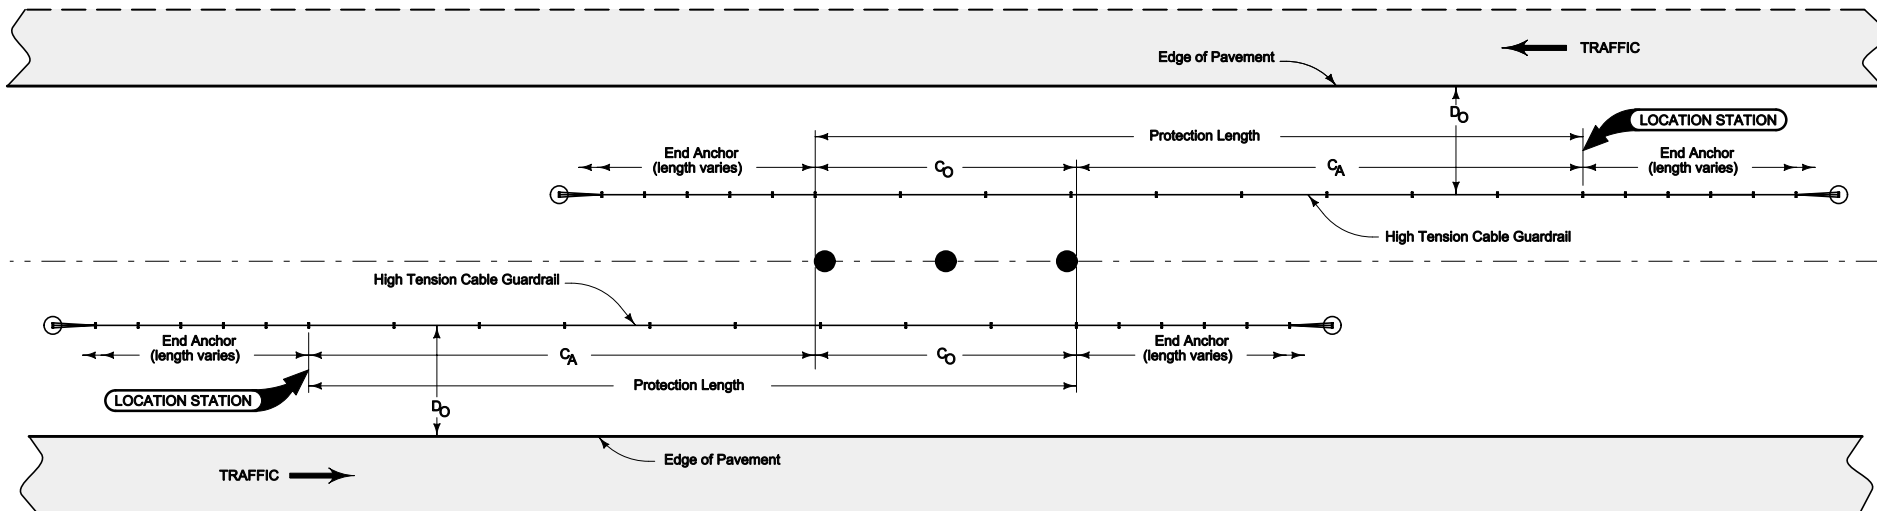 TRAFFIC
Edge of Pavement
DO
LOCATION STATION
Protection Length
End Anchor
(length varies)
CO
CA
End Anchor
(length varies)
High Tension Cable Guardrail
High Tension Cable Guardrail
End Anchor
(length varies)
CA
CO
End Anchor
(length varies)
Protection Length
LOCATION STATION
DO
Edge of Pavement
TRAFFIC